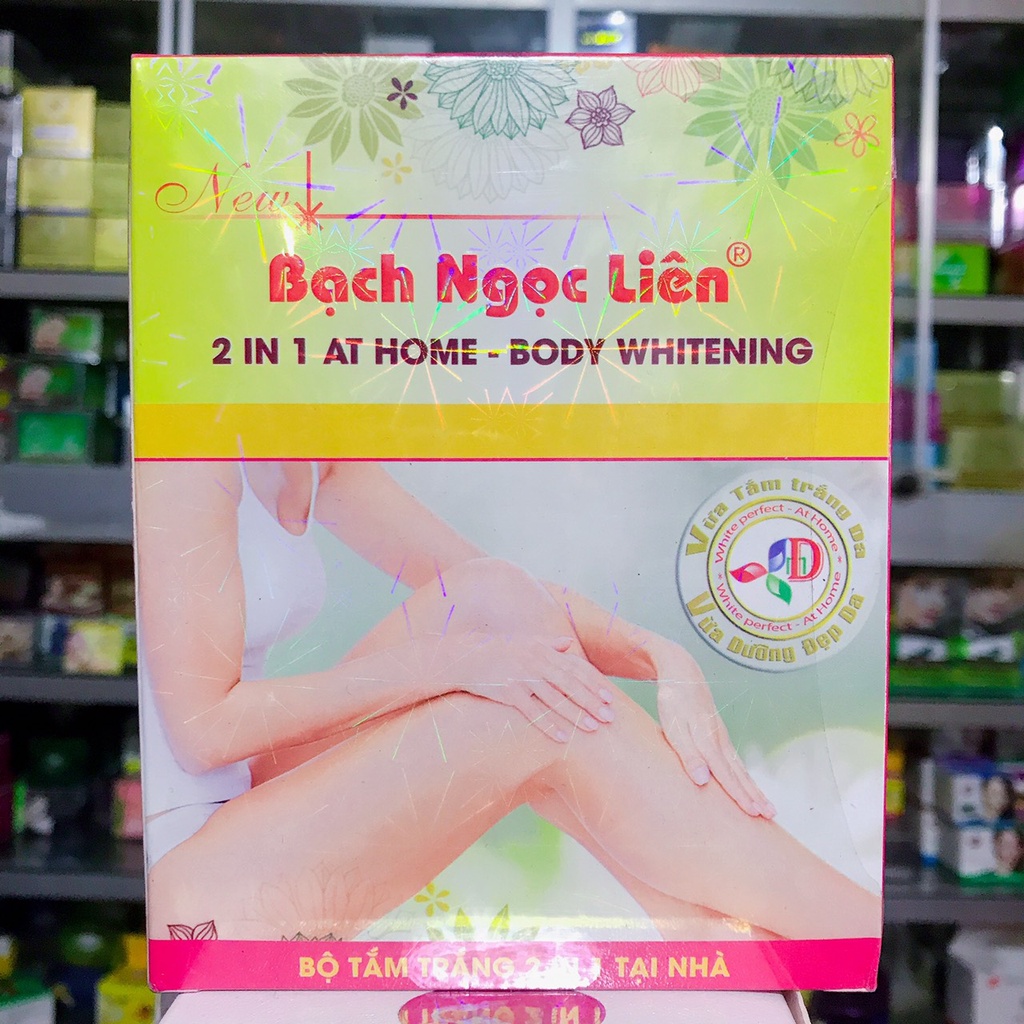 New
Bạch Ngọc Liên®
2 IN 1 AT HOME - BODY WHITENING
Vừa Tắm trắng Da
White perfect - At Home -
White perfect - At Home -
Vừa Dưỡng Đẹp Da
BỘ TẮM TRẮNG 2 IN 1 TẠI NHÀ